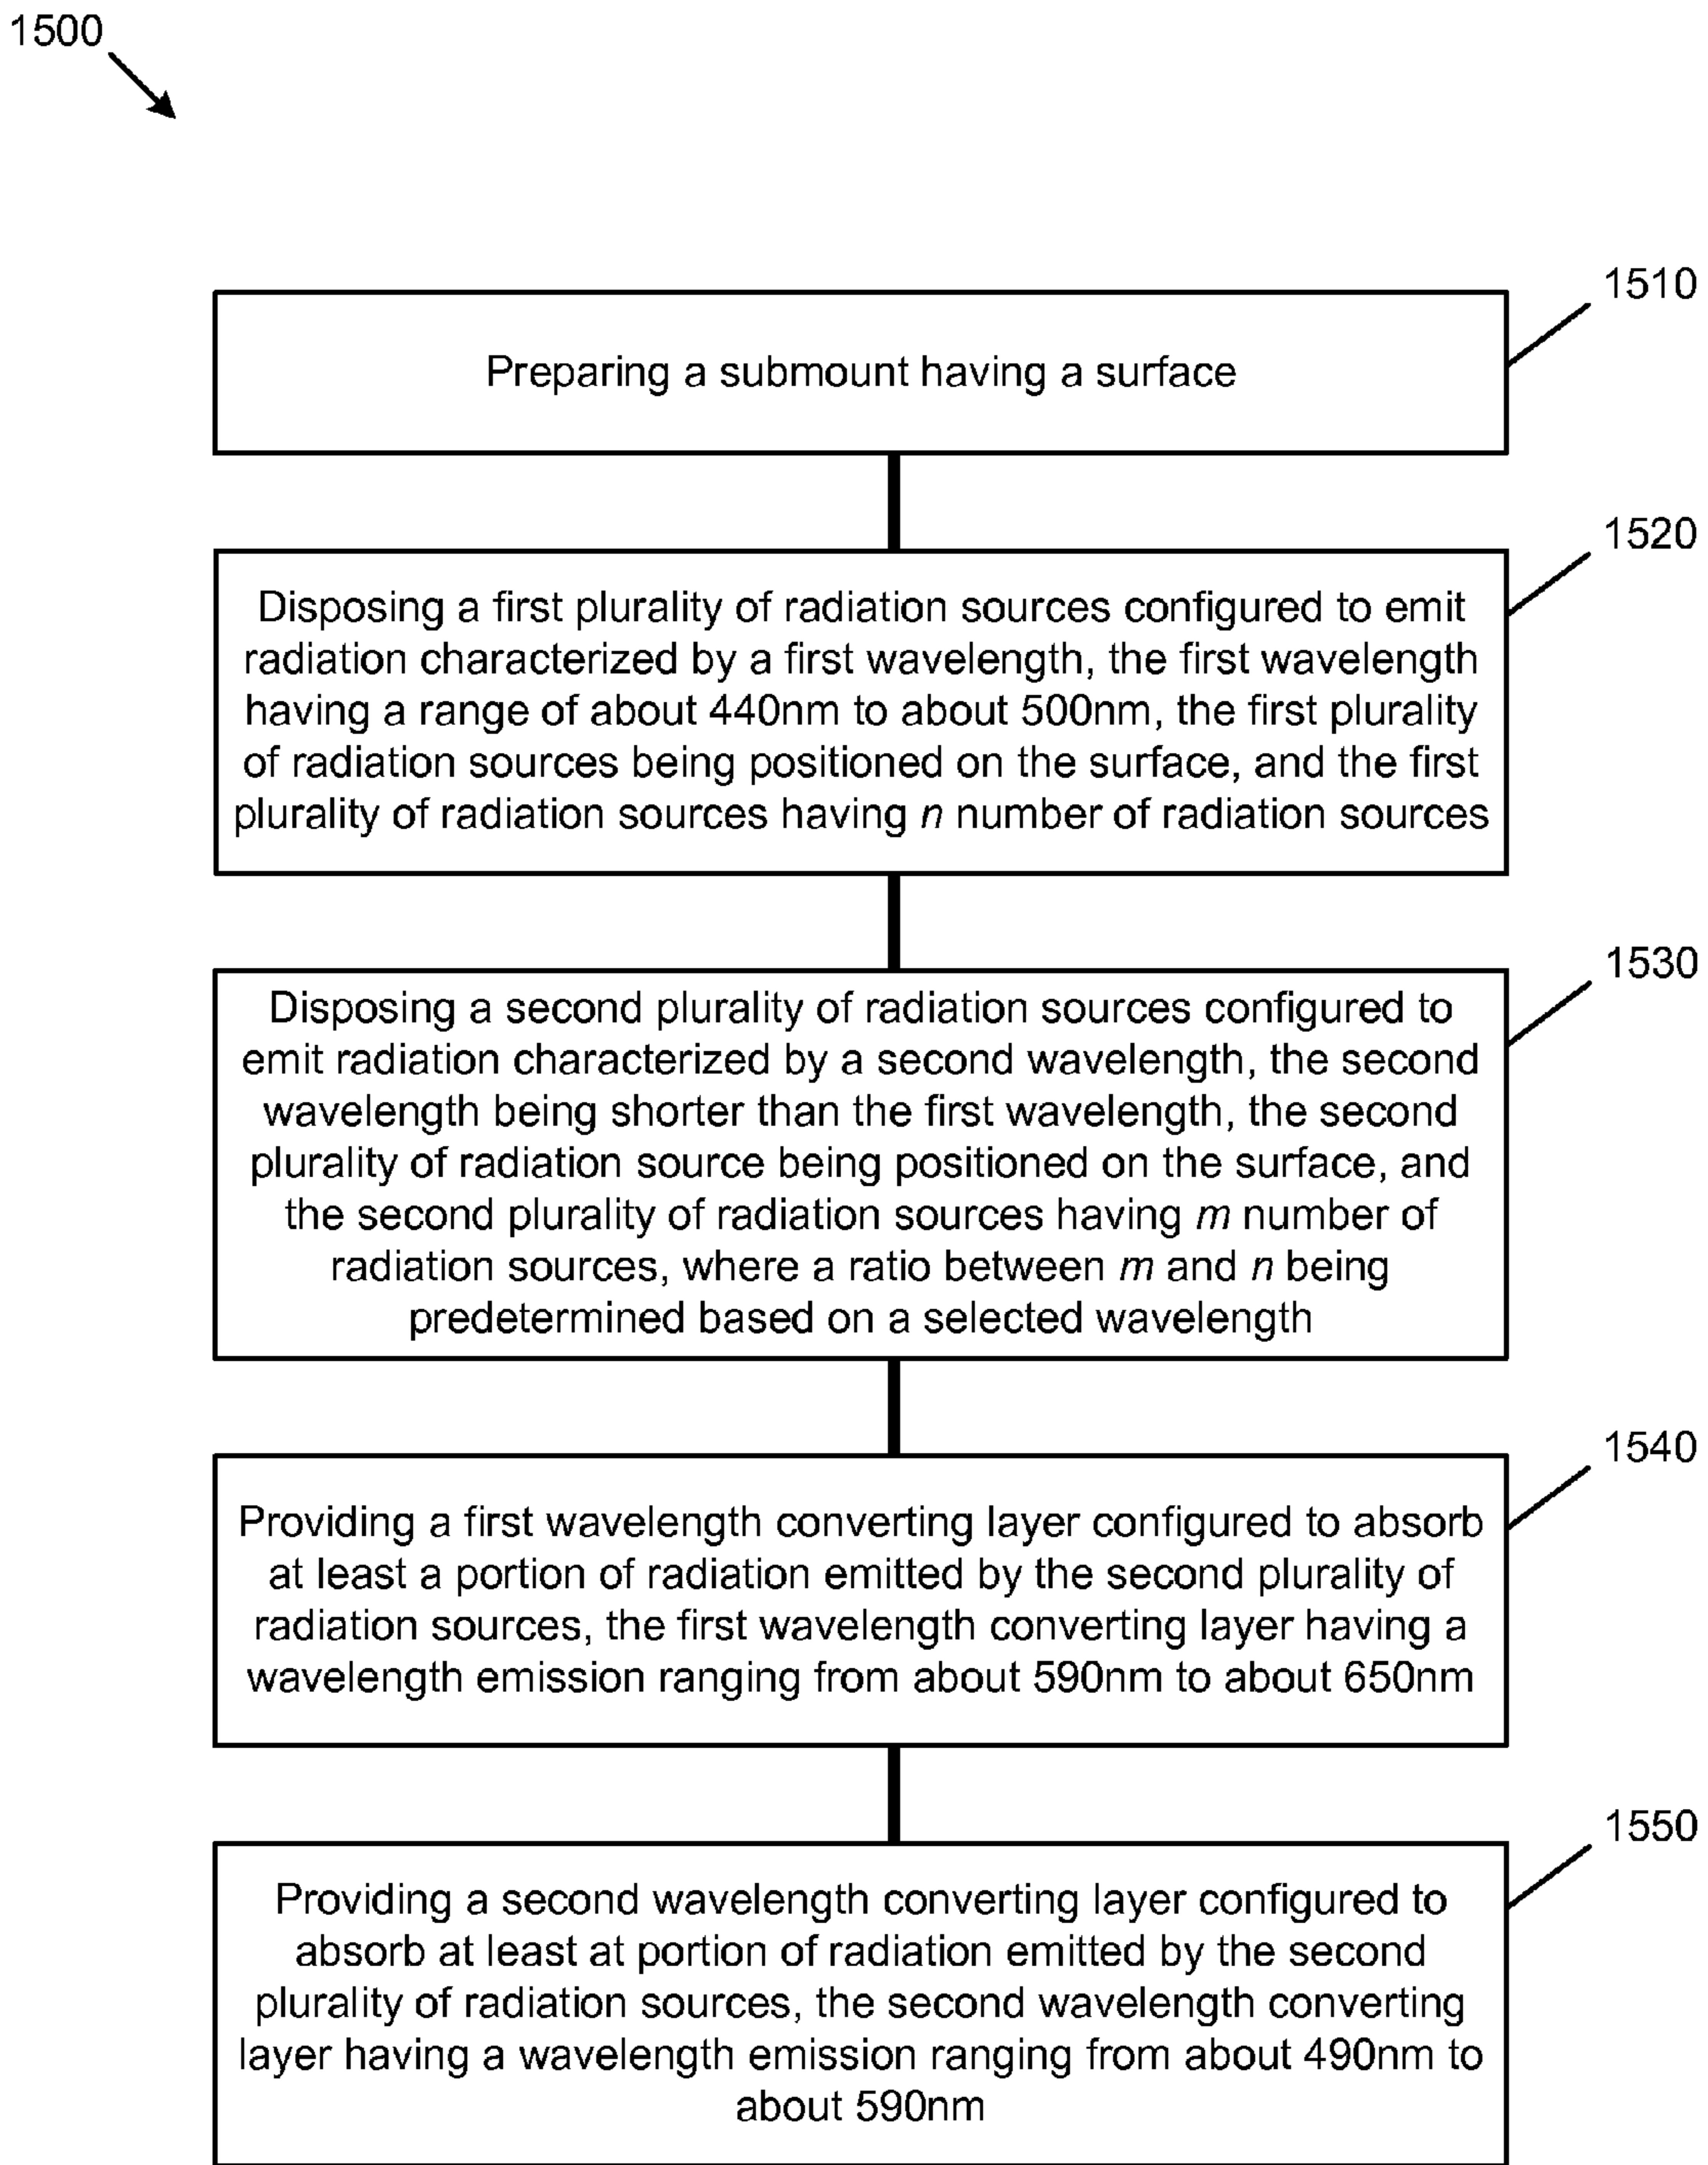 1500
1510
Preparing a submount having a surface
1520
Disposing a first plurality of radiation sources configured to emit
radiation characterized by a first wavelength, the first wavelength
having a range of about 440nm to about 500nm, the first plurality
of radiation sources being positioned on the surface, and the first
plurality of radiation sources having n number of radiation sources
1530
Disposing a second plurality of radiation sources configured to
emit radiation characterized by a second wavelength, the second
wavelength being shorter than the first wavelength, the second
plurality of radiation source being positioned on the surface, and
the second plurality of radiation sources having m number of
radiation sources, where a ratio between m and n being
predetermined based on a selected wavelength
1540
Providing a first wavelength converting layer configured to absorb
at least a portion of radiation emitted by the second plurality of
radiation sources, the first wavelength converting layer having a
wavelength emission ranging from about 590nm to about 650nm
1550
Providing a second wavelength converting layer configured to
absorb at least at portion of radiation emitted by the second
plurality of radiation sources, the second wavelength converting
layer having a wavelength emission ranging from about 490nm to
about 590nm